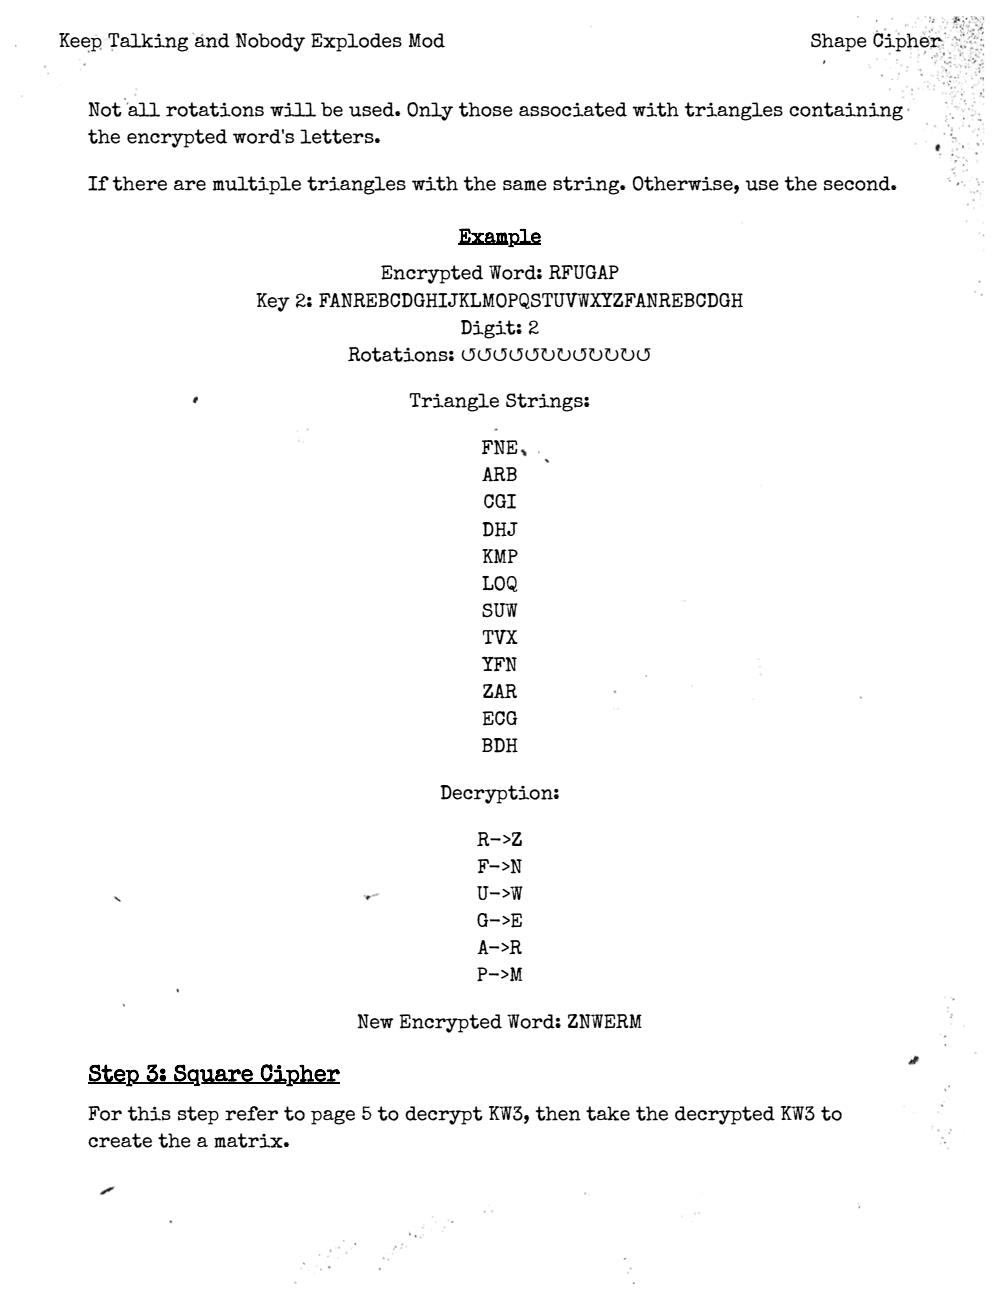 Keep Talking and Nobody Explodes Mod
Shape Cipher
Not all rotations will be used. Only those associated with triangles containing
the encrypted word's letters.
If there are multiple triangles with the same string. Otherwise, use the second.
Example
Encrypted Word: RFUGAP
Key 2: FANREBCDGHIJKLMOPQSTUVWXYZFANREBCDGH
Digit: 2
Rotations: ↺↺↺↺↺↺↺↺↺↺↺↺
Triangle Strings:
FNE
ARB
CGI
DHJ
KMP
LOQ
SUW
TVX
YFN
ZAR
ECG
BDH
Decryption:
R->Z
F->N
U->W
G->E
A->R
P->M
New Encrypted Word: ZNWERM
Step 3: Square Cipher
For this step refer to page 5 to decrypt KW3, then take the decrypted KW3 to
create the a matrix.